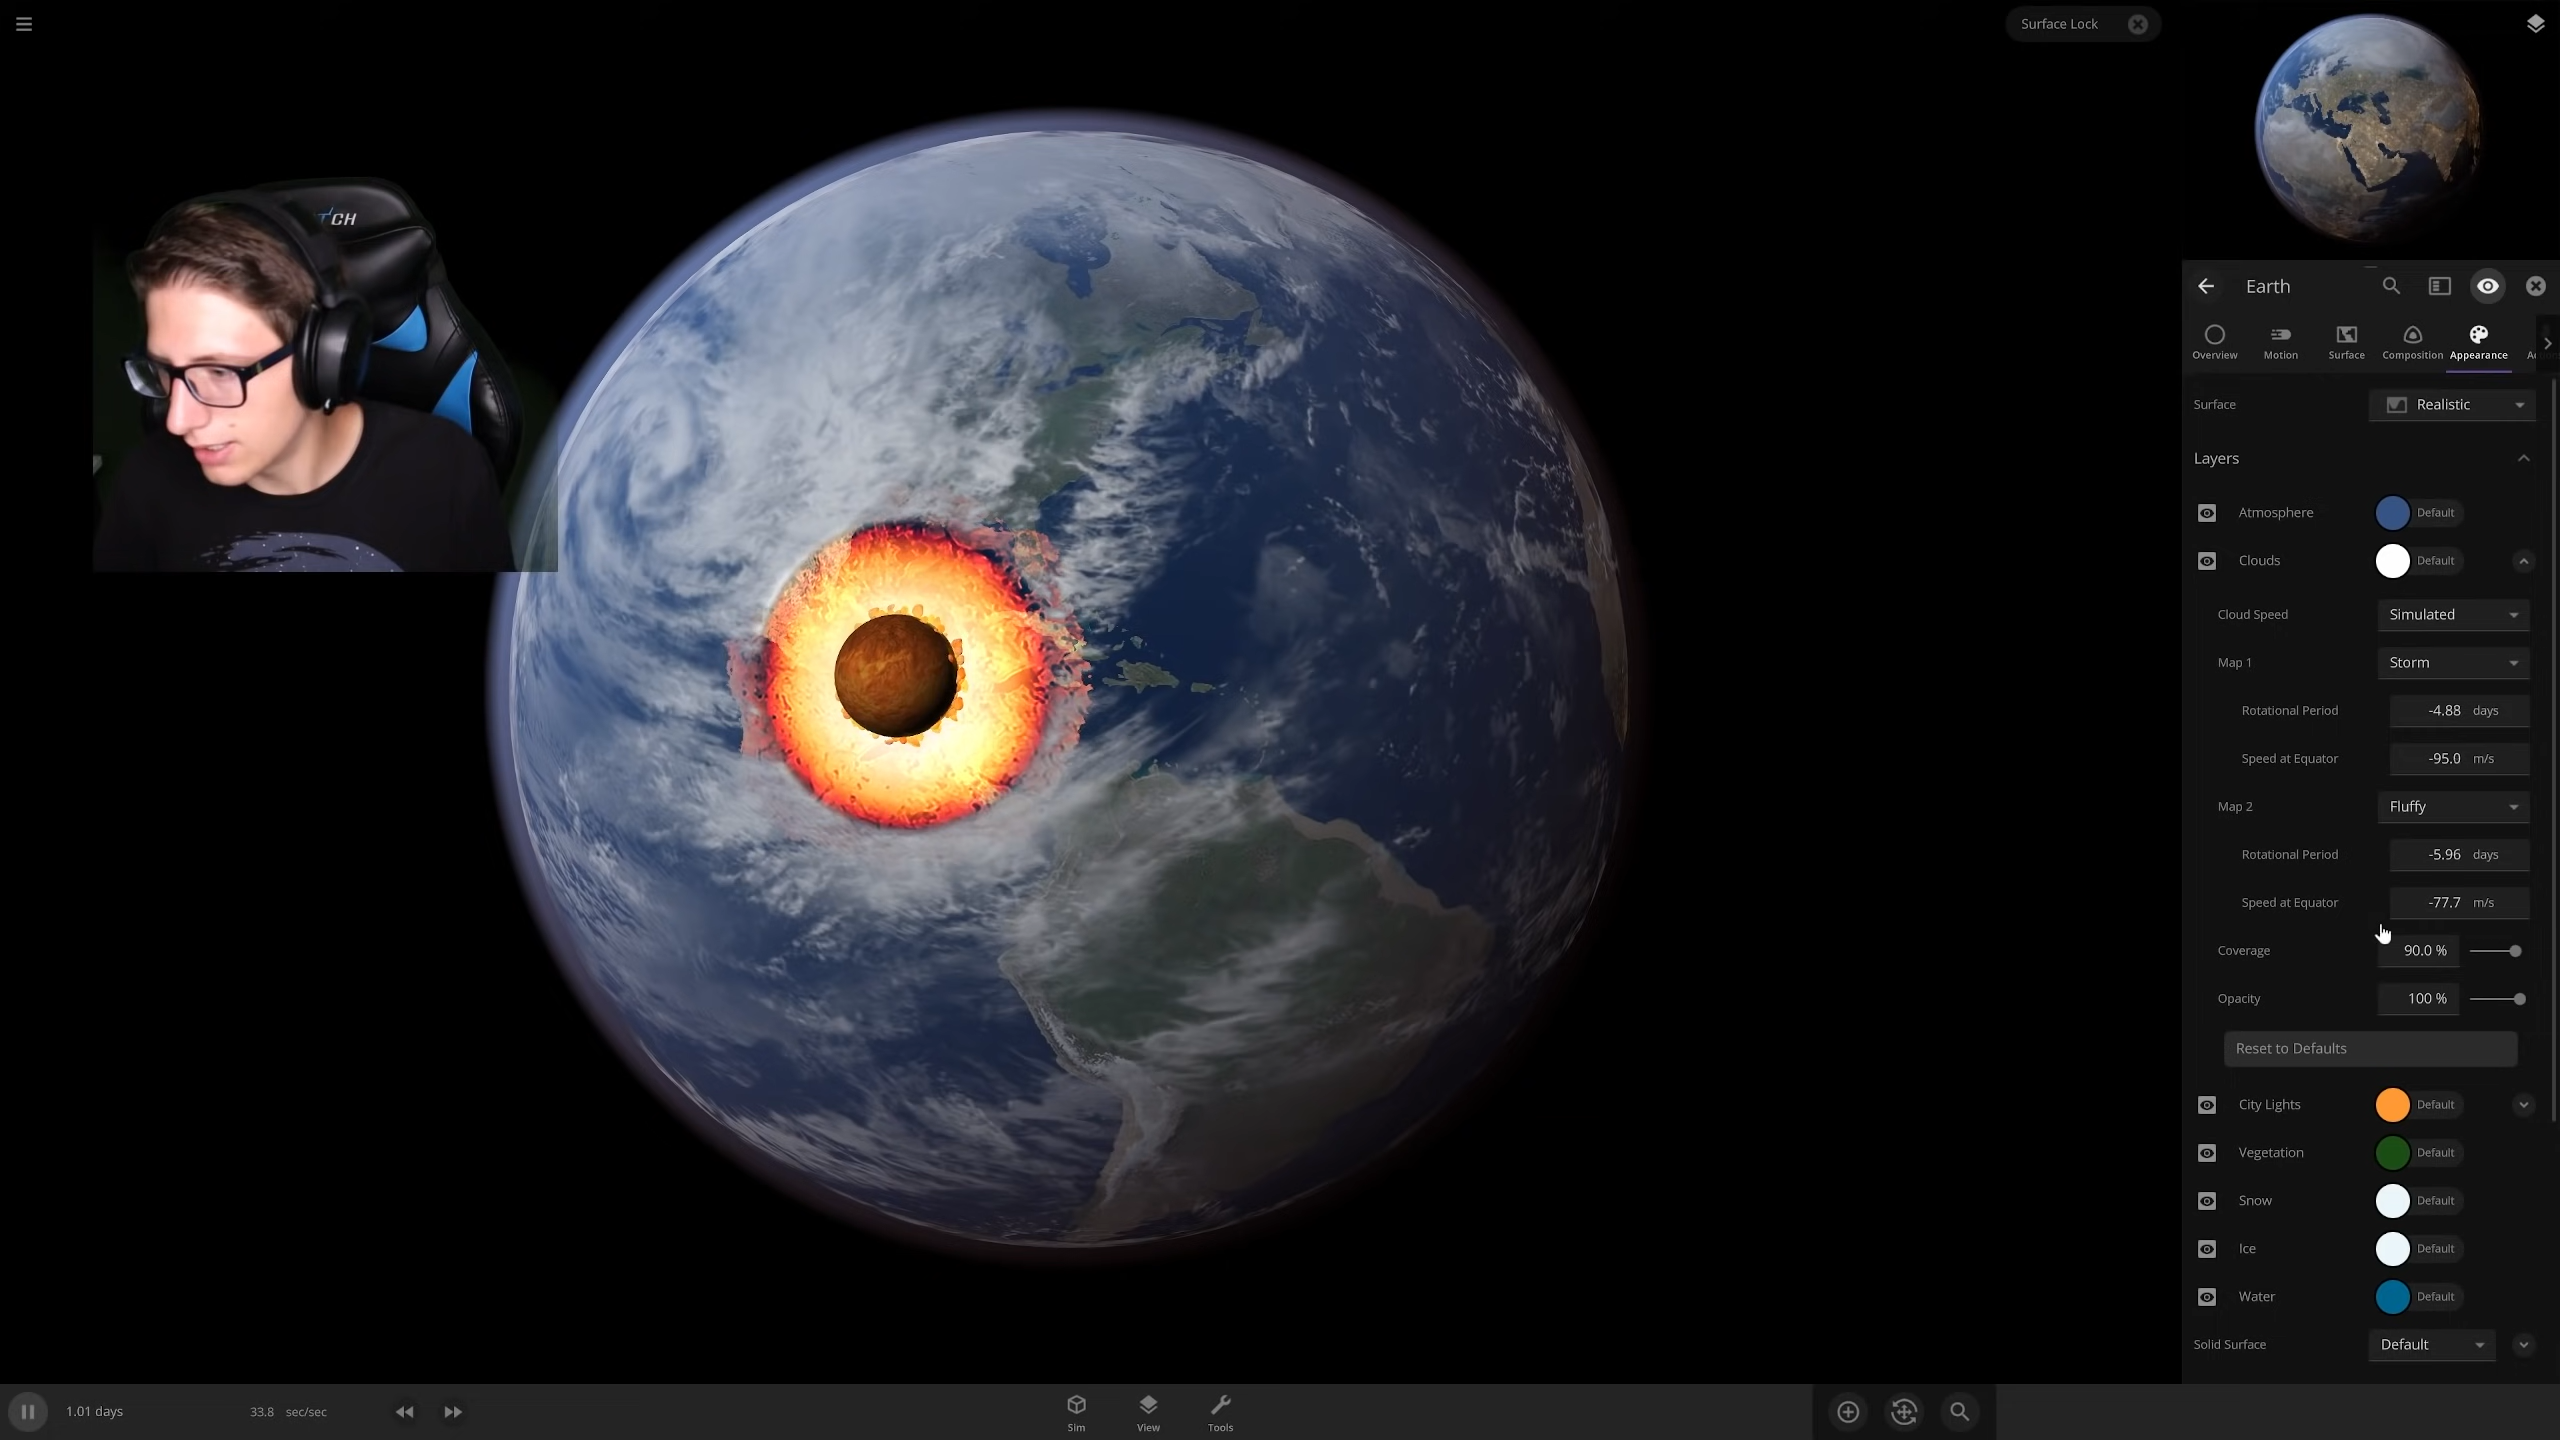 Surface Lock
TCH
Earth
Overview
Motion
Surface
Composition
Appearance
Surface
Realistic
Layers
Atmosphere
Default
Clouds
Default
Cloud Speed
Simulated
Map 1
Storm
Rotational Period
-4.88 days
Speed at Equator
-95.0 m/s
Map 2
Fluffy
Rotational Period
-5.96 days
Speed at Equator
-77.7 m/s
Coverage
90.0 %
Opacity
100 %
Reset to Defaults
City Lights
Default
Vegetation
Default
Snow
Default
Ice
Default
Water
Default
Solid Surface
Default
1.01 days
33.8 sec/sec
Sim
View
Tools